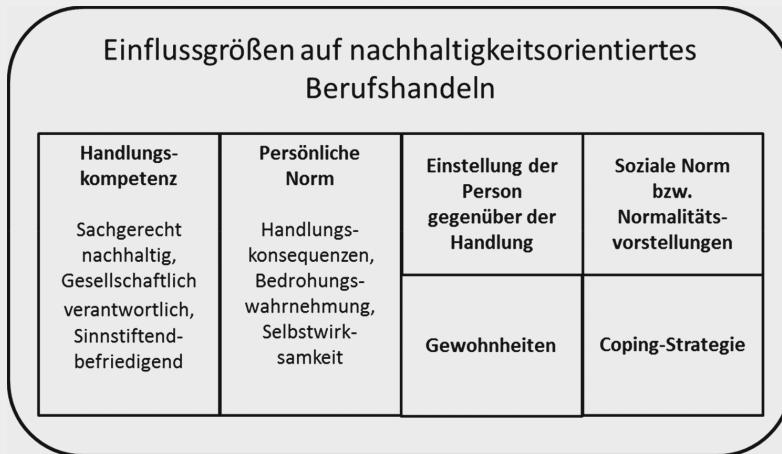 Einflussgrößen auf nachhaltigkeitsorientiertes
Berufshandeln
Handlungs-
kompetenz
Sachgerecht
nachhaltig,
Gesellschaftlich
verantwortlich,
Sinnstiftend-
befriedigend
Persönliche
Norm
Handlungs-
konsequenzen,
Bedrohungs-
wahrnehmung,
Selbstwirk-
samkeit
Einstellung der
Person
gegenüber der
Handlung
Soziale Norm
bzw.
Normalitäts-
vorstellungen
Gewohnheiten
Coping-Strategie